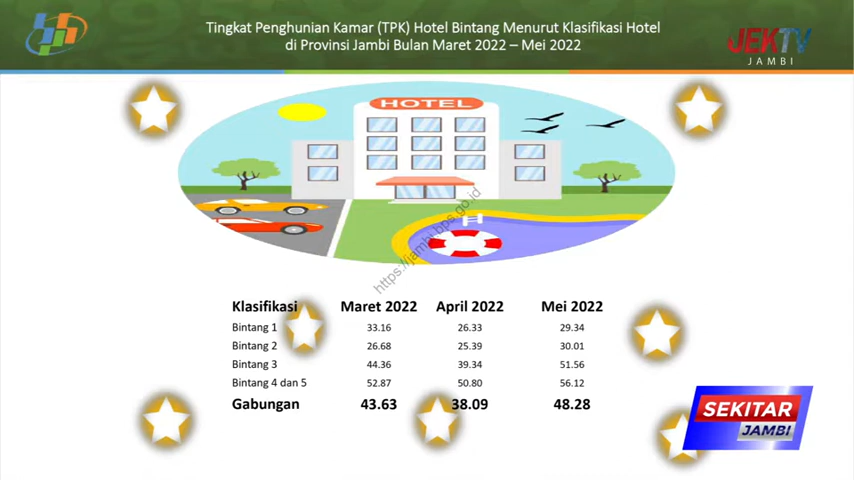 Tingkat Penghunian Kamar (TPK) Hotel Bintang Menurut Klasifikasi Hotel
di Provinsi Jambi Bulan Maret 2022 – Mei 2022
JEKTV
JAMBI
HOTEL
https://jambi.bps.go.id
Klasifikasi Maret 2022 April 2022 Mei 2022
Bintang 1 33.16 26.33 29.34
Bintang 2 26.68 25.39 30.01
Bintang 3 44.36 39.34 51.56
Bintang 4 dan 5 52.87 50.80 56.12
Gabungan 43.63 38.09 48.28
SEKITAR
JAMBI